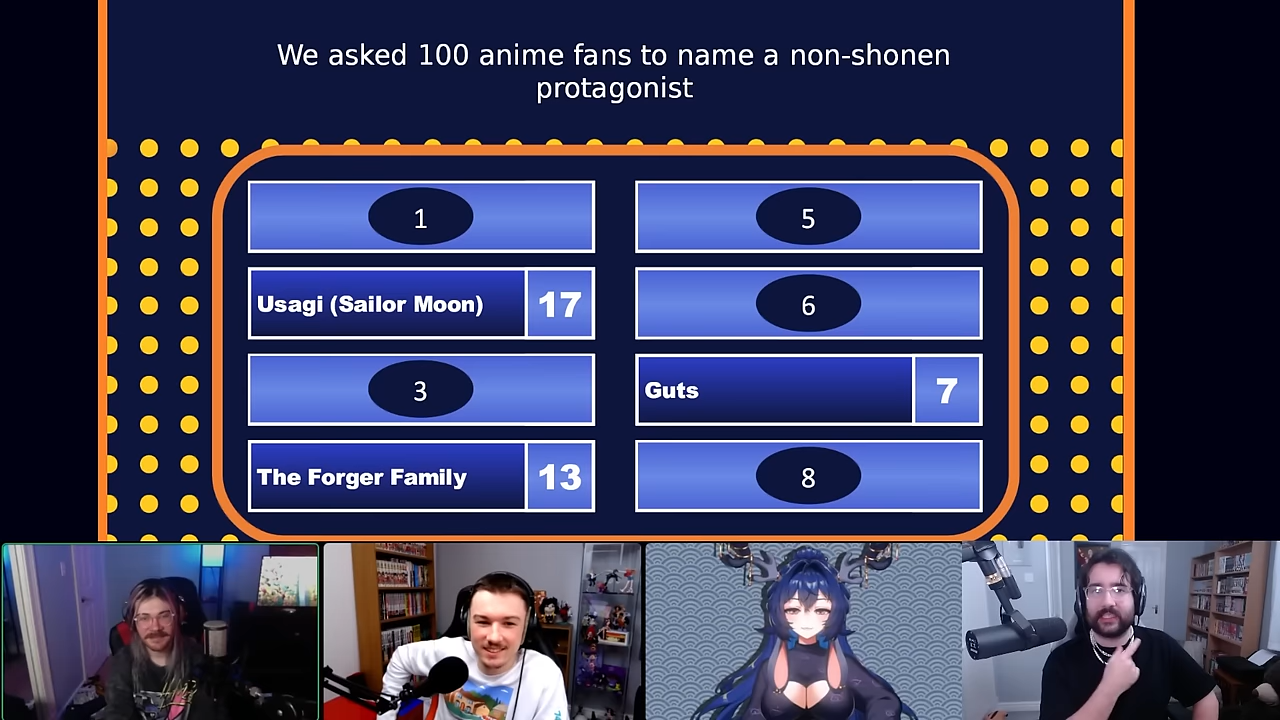 We asked 100 anime fans to name a non-shonen
protagonist
1
Usagi (Sailor Moon) 17
3
The Forger Family 13
5
6
Guts 7
8